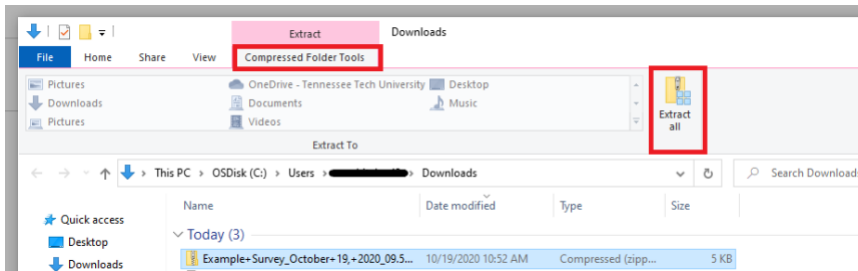 Extract Downloads
File Home Share View Compressed Folder Tools
Pictures OneDrive - Tennessee Tech University Desktop
Downloads Documents Music
Pictures Videos
Extract all
Extract To
This PC > OSDisk (C:) > Users > > Downloads Search Download
Name Date modified Type Size
Quick access
Today (3)
Desktop
Example+Survey_October+19,+2020_09.5... 10/19/2020 10:52 AM Compressed (zipp... 5 KB
Downloads